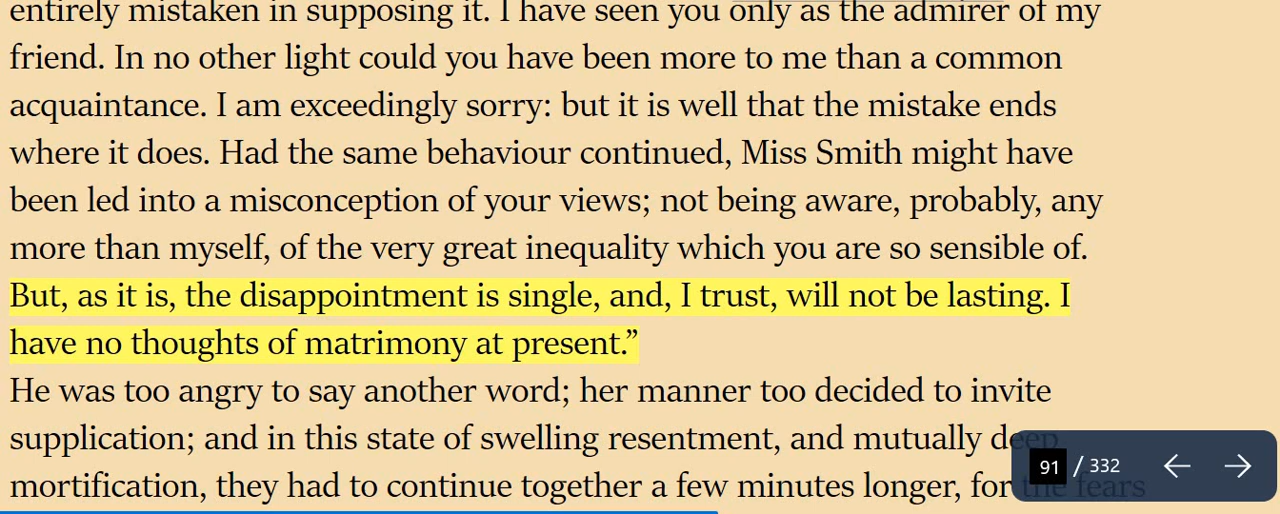 entirely mistaken in supposing it. I have seen you only as the admirer of my
friend. In no other light could you have been more to me than a common
acquaintance. I am exceedingly sorry: but it is well that the mistake ends
where it does. Had the same behaviour continued, Miss Smith might have
been led into a misconception of your views; not being aware, probably, any
more than myself, of the very great inequality which you are so sensible of.
But, as it is, the disappointment is single, and, I trust, will not be lasting. I
have no thoughts of matrimony at present.”
He was too angry to say another word; her manner too decided to invite
supplication; and in this state of swelling resentment, and mutually deep
mortification, they had to continue together a few minutes longer, for the fears
91 / 332